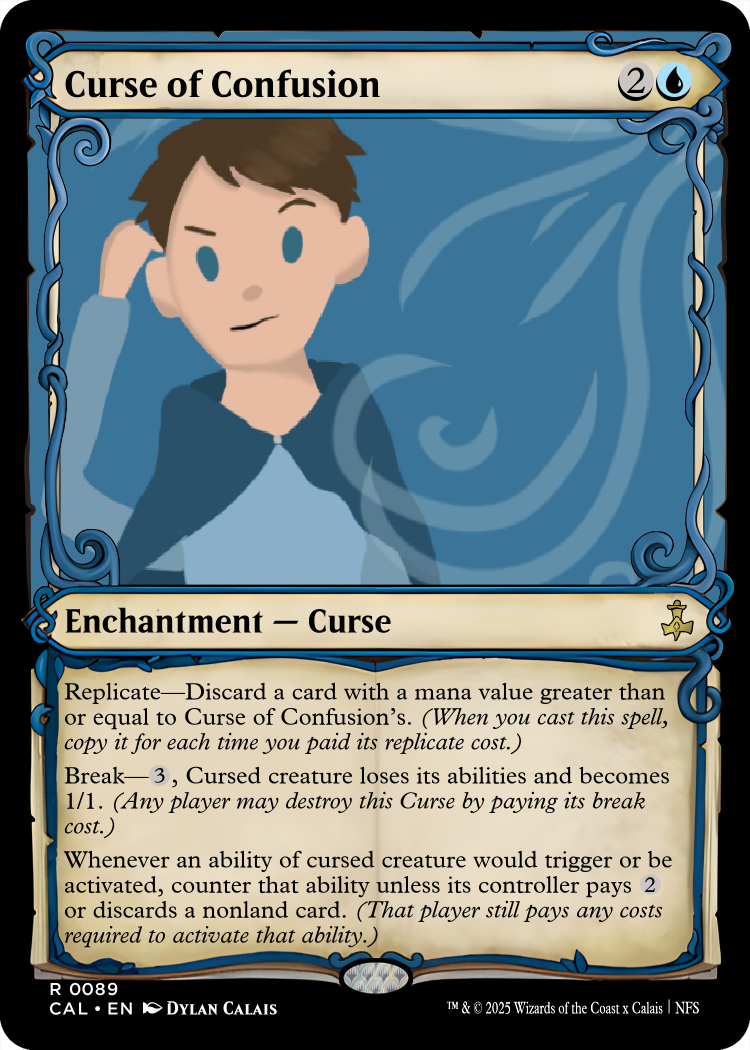 Curse of Confusion 2
Enchantment — Curse
Replicate—Discard a card with a mana value greater than
or equal to Curse of Confusion's. (When you cast this spell,
copy it for each time you paid its replicate cost.)
Break—3, Cursed creature loses its abilities and becomes
1/1. (Any player may destroy this Curse by paying its break
cost.)
Whenever an ability of cursed creature would trigger or be
activated, counter that ability unless its controller pays 2
or discards a nonland card. (That player still pays any costs
required to activate that ability.)
R 0089
CAL • EN Dylan Calais
™ & © 2025 Wizards of the Coast x Calais | NFS